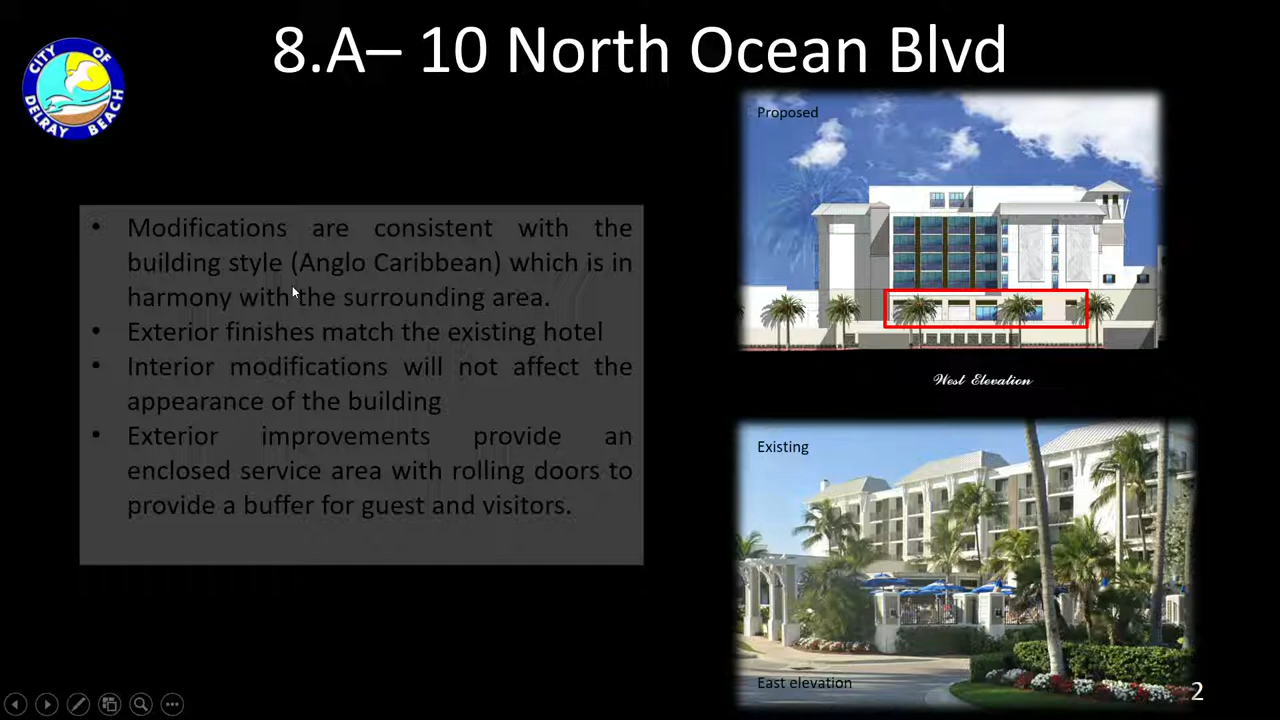 8.A– 10 North Ocean Blvd
CITY OF
DELRAY BEACH
Proposed
• Modifications are consistent with the
building style (Anglo Caribbean) which is in
harmony with the surrounding area.
• Exterior finishes match the existing hotel
• Interior modifications will not affect the
appearance of the building
• Exterior improvements provide an
enclosed service area with rolling doors to
provide a buffer for guest and visitors.
West Elevation
Existing
East elevation
2